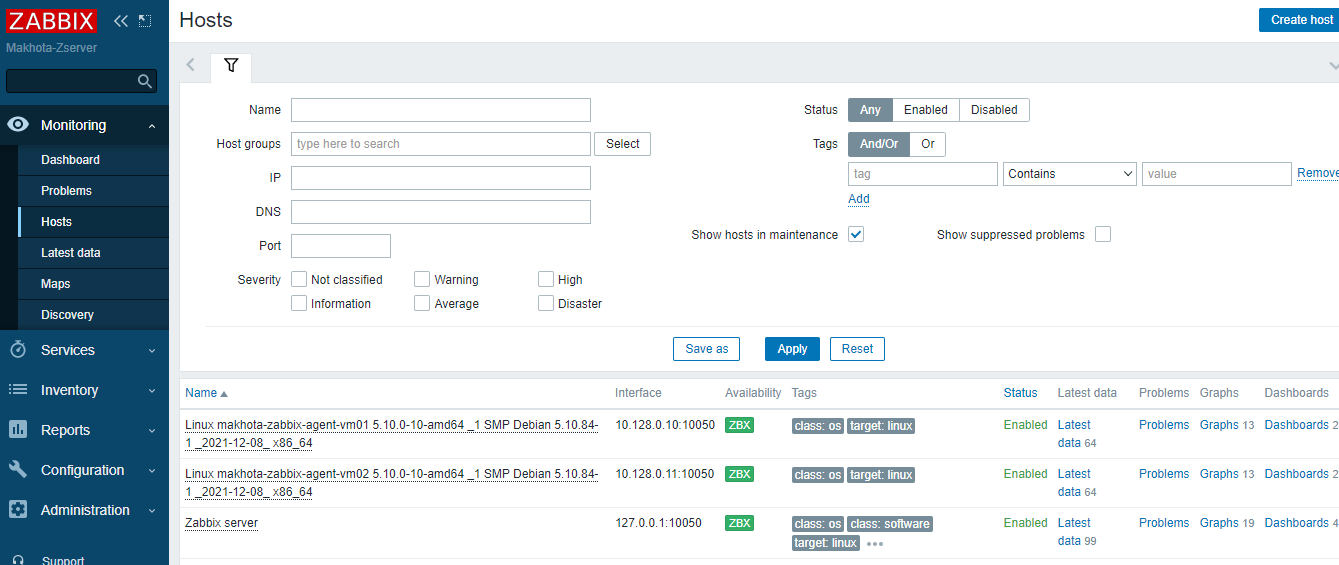 ZABBIX
Makhota-Zserver
Monitoring
Dashboard
Problems
Hosts
Latest data
Maps
Discovery
Services
Inventory
Reports
Configuration
Administration
Support
Hosts
Create host
Name
Host groups type here to search Select
IP
DNS
Port
Severity Not classified Warning High
Information Average Disaster
Status Any Enabled Disabled
Tags And/Or Or
tag Contains value Remove
Add
Show hosts in maintenance Show suppressed problems
Save as Apply Reset
Name Interface Availability Tags Status Latest data Problems Graphs Dashboards
Linux makhota-zabbix-agent-vm01 5.10.0-10-amd64 _1 SMP Debian 5.10.84- 10.128.0.10:10050 ZBX class: os target: linux Enabled Latest Problems Graphs 13 Dashboards 2
1 _2021-12-08_ x86_64 data 64
Linux makhota-zabbix-agent-vm02 5.10.0-10-amd64 _1 SMP Debian 5.10.84- 10.128.0.11:10050 ZBX class: os target: linux Enabled Latest Problems Graphs 13 Dashboards 2
1 _2021-12-08_ x86_64 data 64
Zabbix server 127.0.0.1:10050 ZBX class: os class: software Enabled Latest Problems Graphs 19 Dashboards 4
target: linux ••• data 99